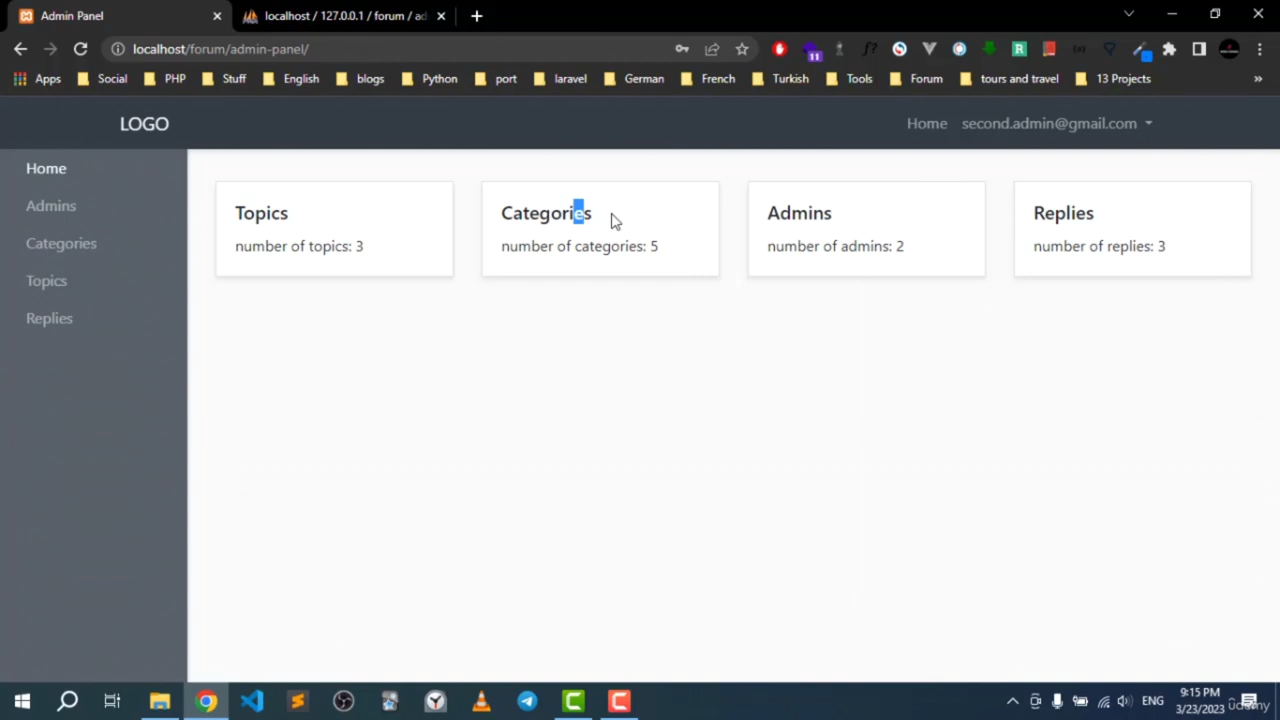 Admin Panel
localhost / 127.0.0.1 / forum / ad
localhost/forum/admin-panel/
11
Apps
Social
PHP
Stuff
English
blogs
Python
port
laravel
German
French
Turkish
Tools
Forum
tours and travel
13 Projects
»
LOGO
Home
second.admin@gmail.com
Home
Admins
Categories
Topics
Replies
Topics
number of topics: 3
Categories
number of categories: 5
Admins
number of admins: 2
Replies
number of replies: 3
ENG
9:15 PM
3/23/2023
udemy